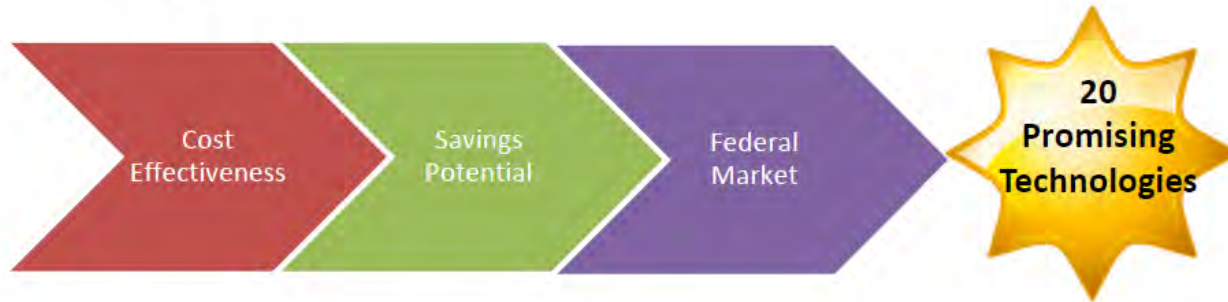 Cost
Effectiveness
Savings
Potential
Federal
Market
20
Promising
Technologies